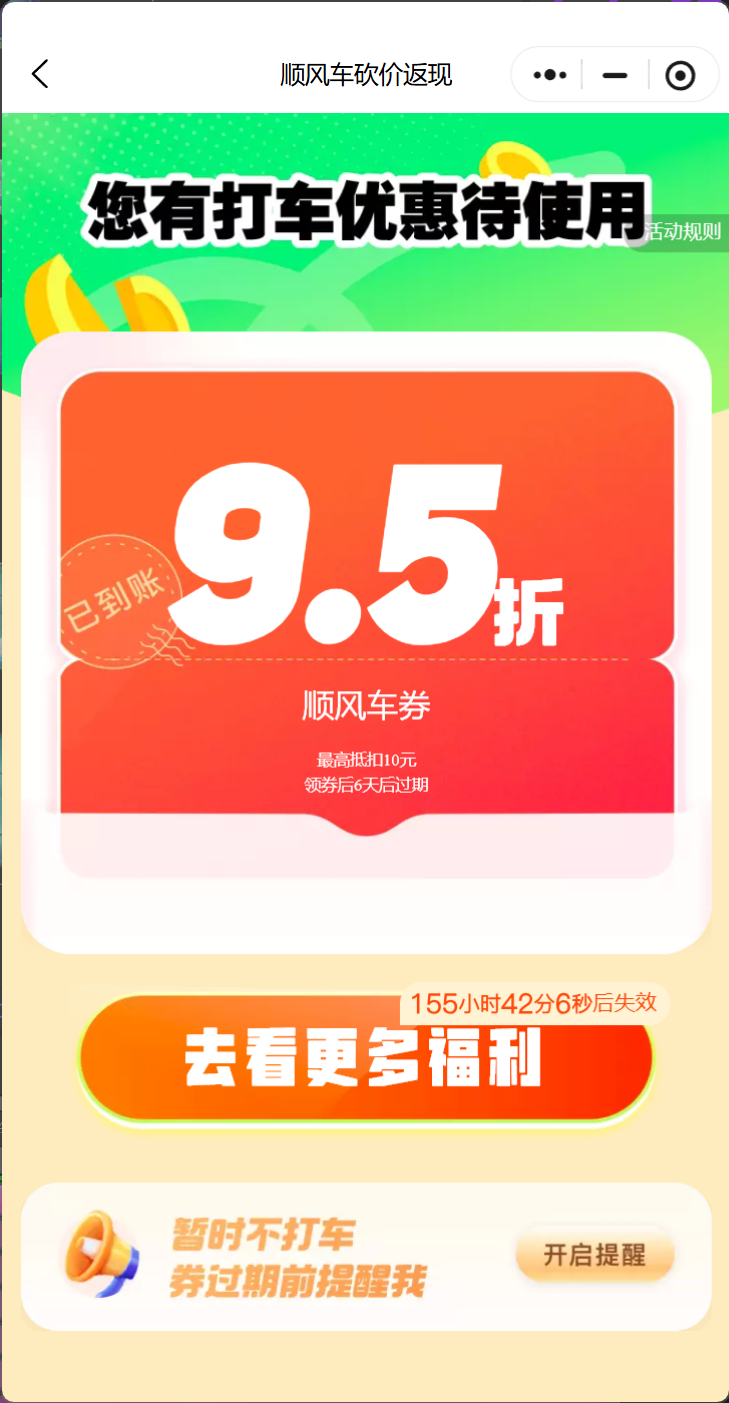 顺风车砍价返现
您有打车优惠待使用
活动规则
9.5折
已到账
顺风车券
最高抵扣10元
领券后6天后过期
155小时42分6秒后失效
去看更多福利
暂时不打车
券过期前提醒我
开启提醒